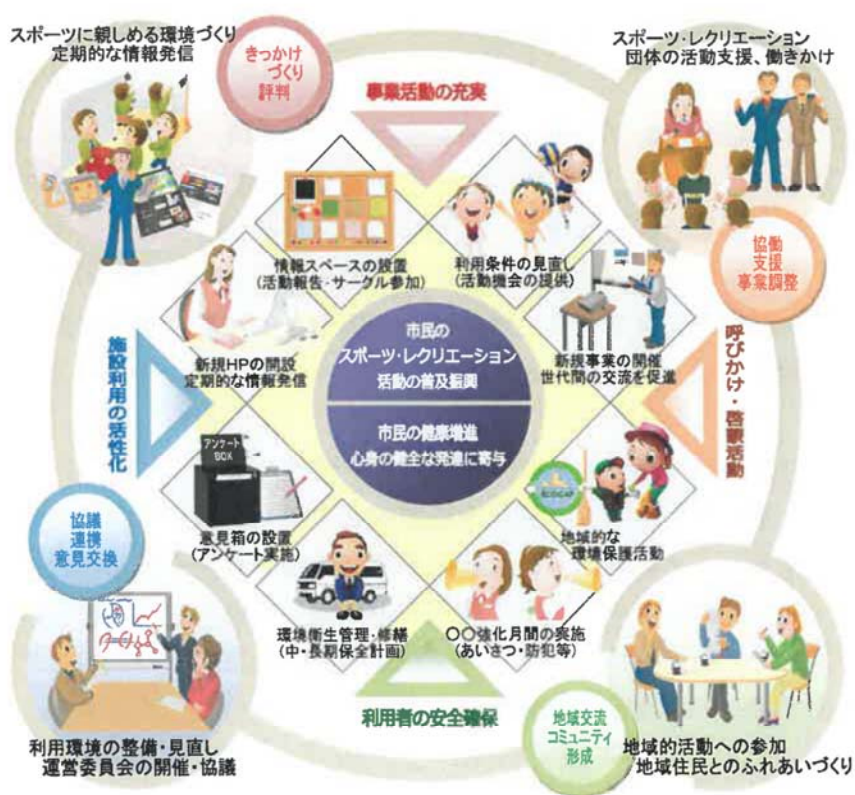 スポーツに親しめる環境づくり
定期的な情報発信
きっかけ
づくり
評判
事業活動の充実
スポーツ・レクリエーション
団体の活動支援、働きかけ
協働
支援
事業調整
情報スペースの設置
(活動報告・サークル参加)
利用条件の見直し
(活動機会の提供)
新規HPの開設
定期的な情報発信
新規事業の開催
世代間の交流を促進
市民の
スポーツ・レクリエーション
活動の普及振興
市民の健康増進
心身の健全な発達に寄与
施設利用の活性化
呼びかけ・啓蒙活動
アンケート
BOX
意見箱の設置
(アンケート実施)
地域的な
環境保護活動
環境衛生管理・修繕
(中・長期保全計画)
〇〇強化月間の実施
(あいさつ・防犯等)
利用者の安全確保
協議
連携
意見交換
利用環境の整備・見直し
運営委員会の開催・協議
地域交流
コミュニティ
形成
地域的活動への参加
地域住民とのふれあいづくり